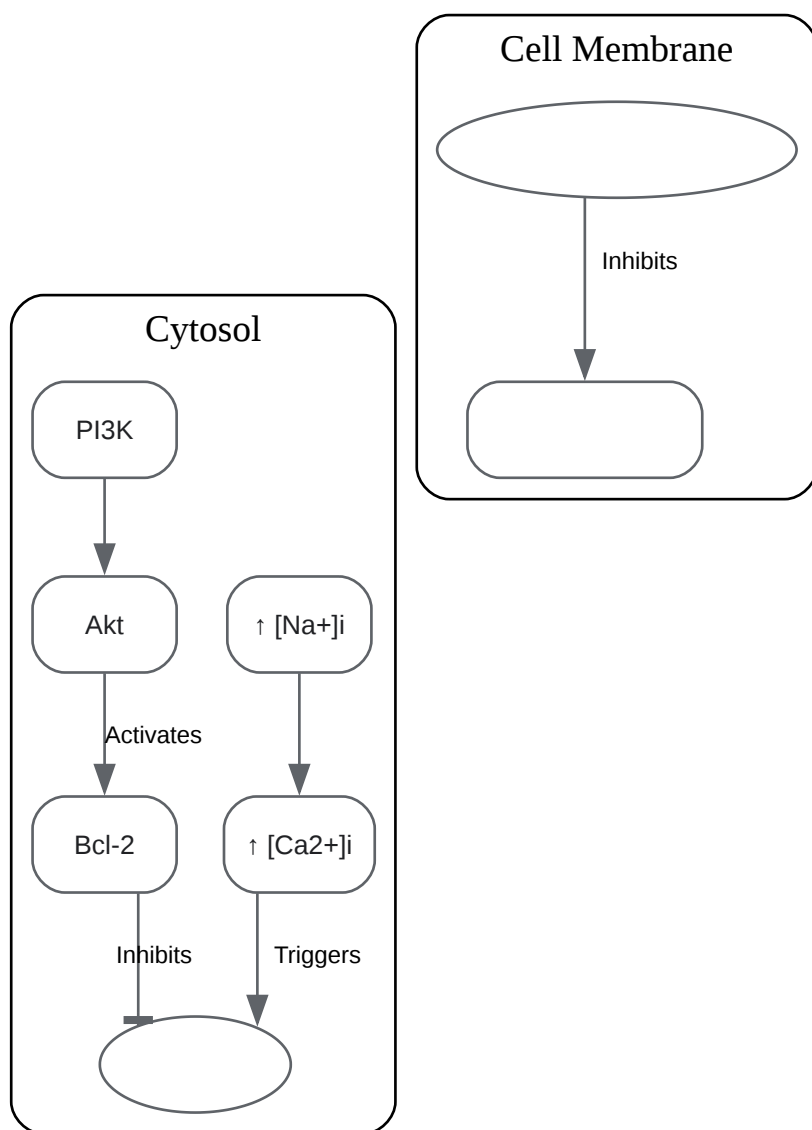 Cell Membrane
Inhibits
Cytosol
PI3K
Akt
↑ [Na+]i
Activates
Bcl-2
↑ [Ca2+]i
Inhibits
Triggers